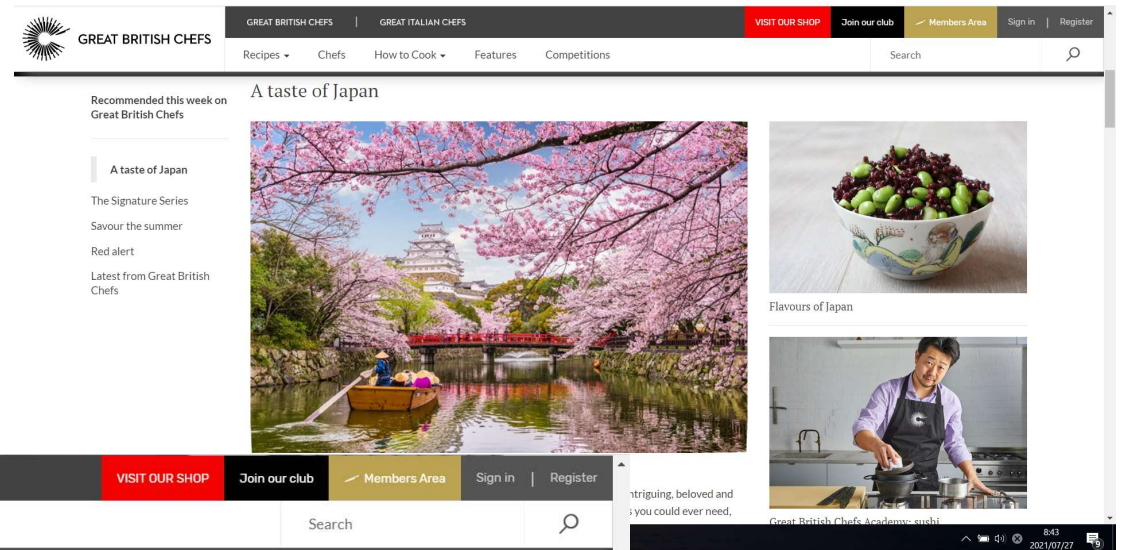 GREAT BRITISH CHEFS
GREAT BRITISH CHEFS | GREAT ITALIAN CHEFS
VISIT OUR SHOP
Join our club
Members Area
Sign in | Register
Recipes
Chefs
How to Cook
Features
Competitions
Search
Recommended this week on
Great British Chefs
A taste of Japan
The Signature Series
Savour the summer
Red alert
Latest from Great British
Chefs
A taste of Japan
Flavours of Japan
Great British Chefs Academy: sushi
ntriguing, beloved and
s you could ever need,
VISIT OUR SHOP
Join our club
Members Area
Sign in | Register
Search
8:43
2021/07/27
9